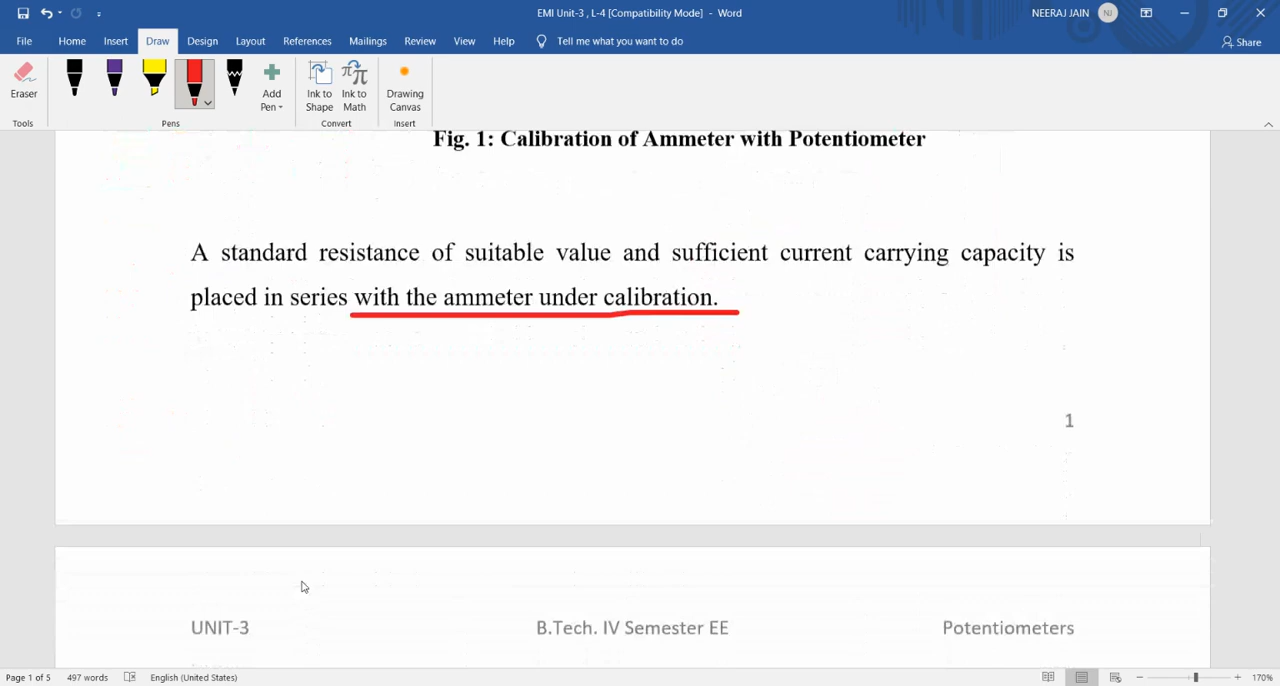 EMI Unit-3 , L-4 [Compatibility Mode] - Word
NEERAJ JAIN NJ
File Home Insert Draw Design Layout References Mailings Review View Help Tell me what you want to do Share
Eraser
Add Pen
Ink to Shape
Ink to Math
Drawing Canvas
Tools Pens Convert Insert
Fig. 1: Calibration of Ammeter with Potentiometer
A standard resistance of suitable value and sufficient current carrying capacity is
placed in series with the ammeter under calibration.
1
UNIT-3 B.Tech. IV Semester EE Potentiometers
Page 1 of 5 497 words English (United States) 170%